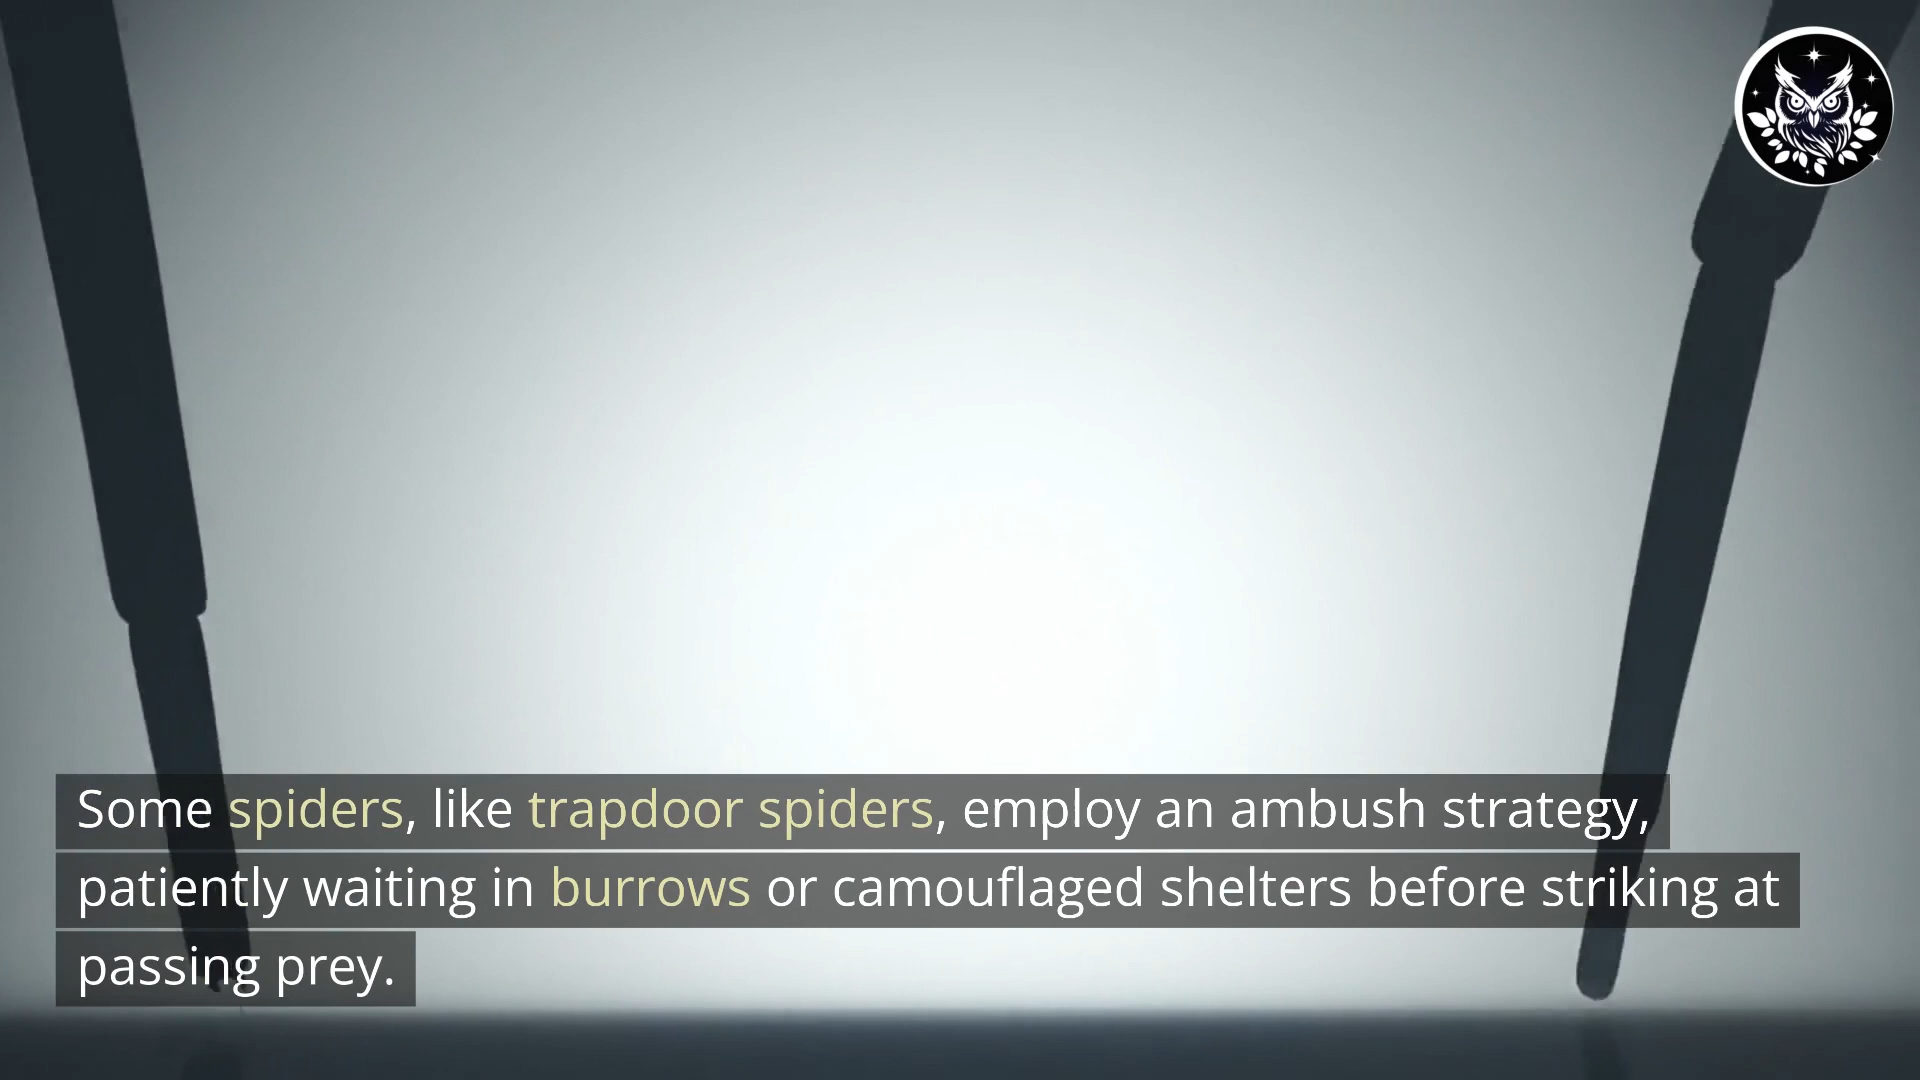 Some spiders, like trapdoor spiders, employ an ambush strategy,
patiently waiting in burrows or camouflaged shelters before striking at
passing prey.